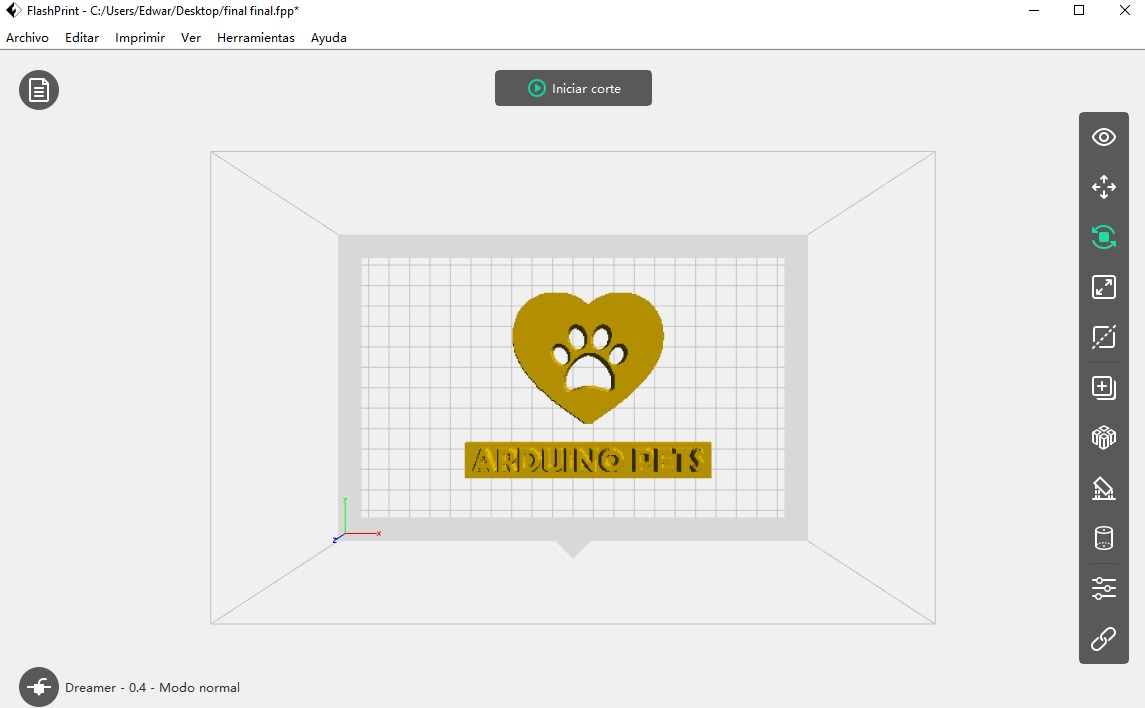 FlashPrint - C:/Users/Edwar/Desktop/final final.fpp*
Archivo Editar Imprimir Ver Herramientas Ayuda
Iniciar corte
ARDUINO PETS
Y
X
Z
Dreamer - 0.4 - Modo normal